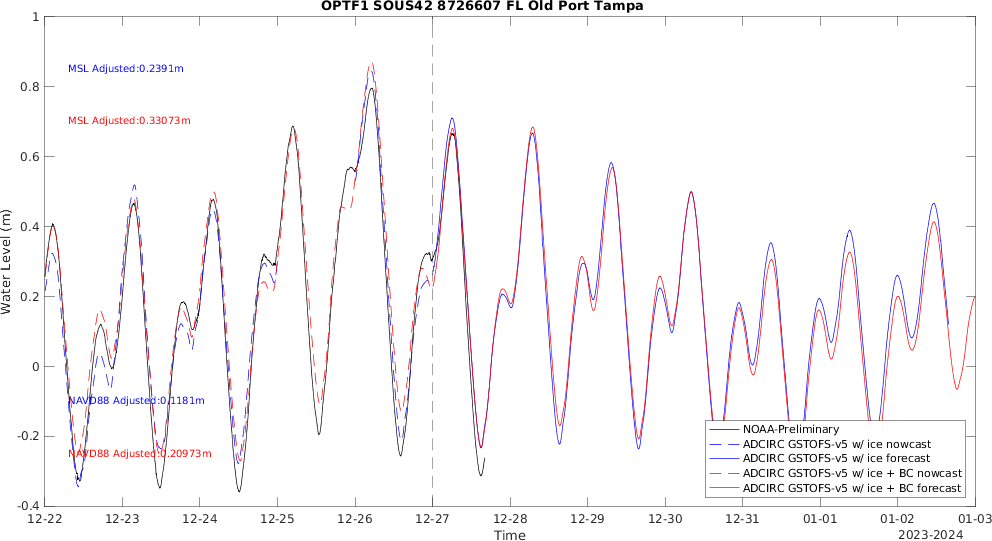 OPTF1 SOUS42 8726607 FL Old Port Tampa
1
0.8
0.6
0.4
0.2
0
-0.2
-0.4
Water Level (m)
MSL Adjusted:0.2391m
MSL Adjusted:0.33073m
NAVD88 Adjusted:0.1181m
NAVD88 Adjusted:0.20973m
NOAA-Preliminary
ADCIRC GSTOFS-v5 w/ ice nowcast
ADCIRC GSTOFS-v5 w/ ice forecast
ADCIRC GSTOFS-v5 w/ ice + BC nowcast
ADCIRC GSTOFS-v5 w/ ice + BC forecast
12-22 12-23 12-24 12-25 12-26 12-27 12-28 12-29 12-30 12-31 01-01 01-02 01-03
Time
2023-2024